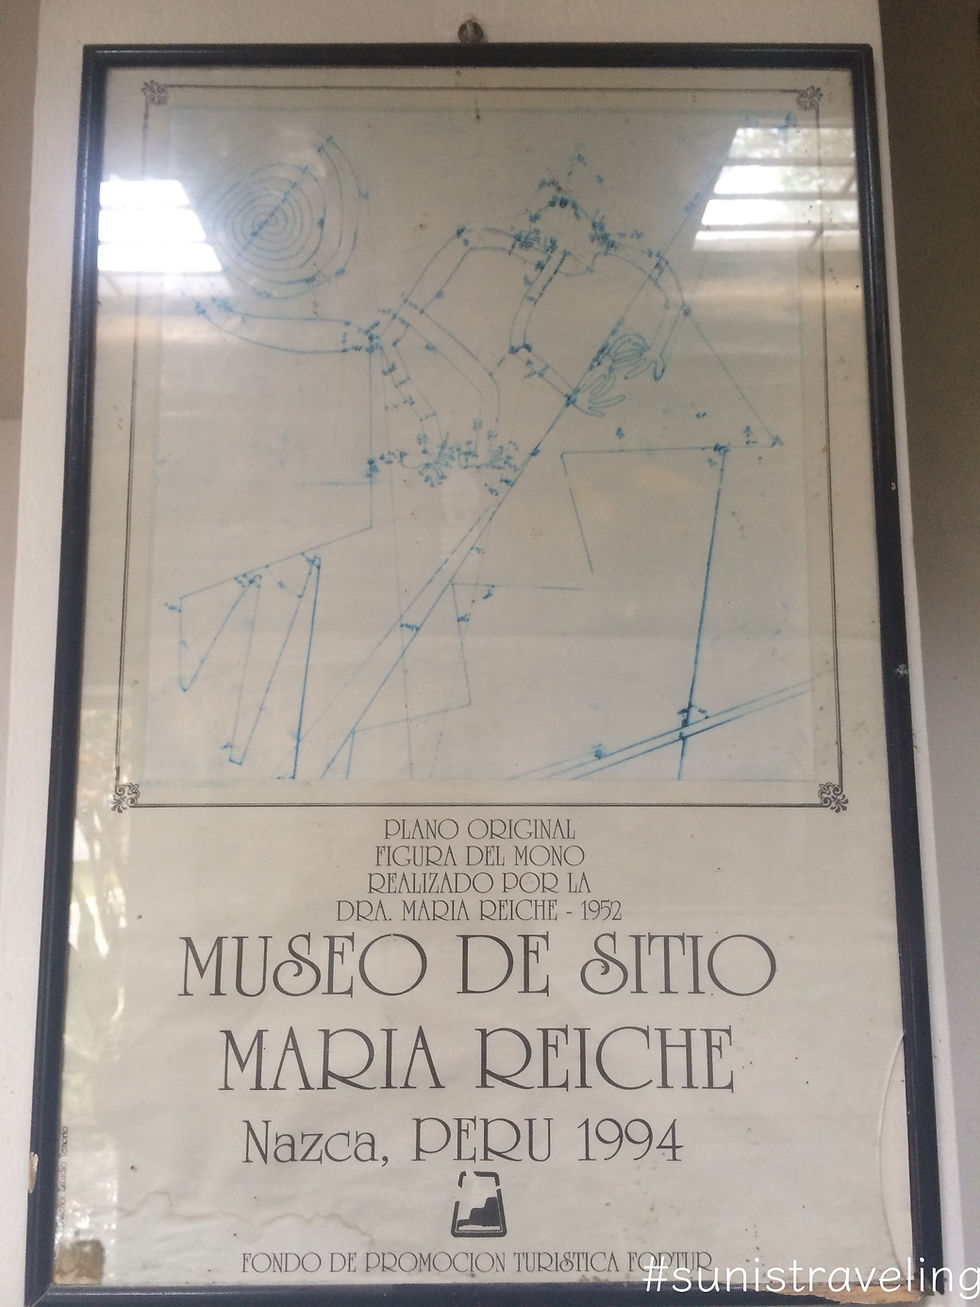 PLANO ORIGINAL
FIGURA DEL MONO
REALIZADO POR LA
DRA. MARIA REICHE - 1952
MUSEO DE SITIO
MARIA REICHE
Nazca, PERU 1994
FONDO DE PROMOCION TURISTICA FOPTUR
#sunistraveling